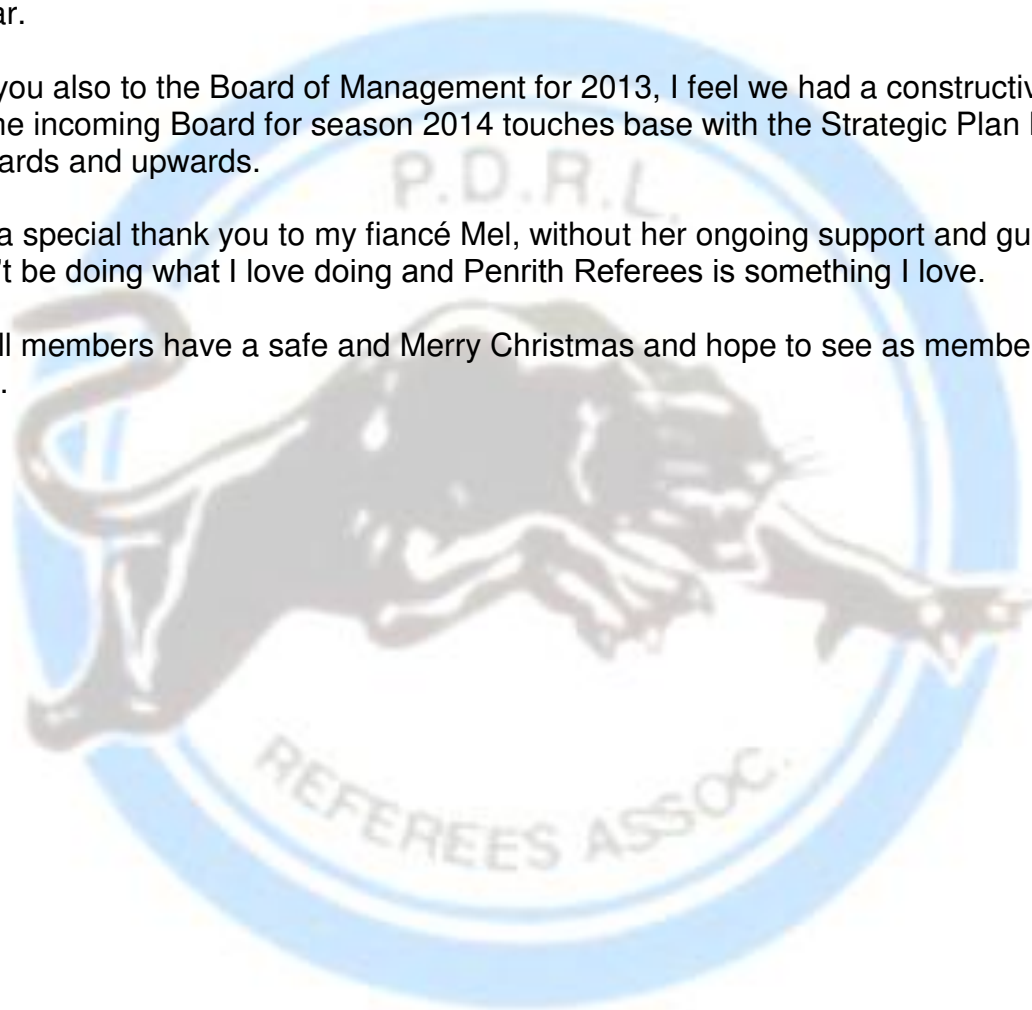 ar.
you also to the Board of Management for 2013, I feel we had a constructiv
ne incoming Board for season 2014 touches base with the Strategic Plan
ards and upwards.
P.D.R.L.
a special thank you to my fiancé Mel, without her ongoing support and gu
't be doing what I love doing and Penrith Referees is something I love.
ll members have a safe and Merry Christmas and hope to see as membe
.
REFEREES ASSOC.